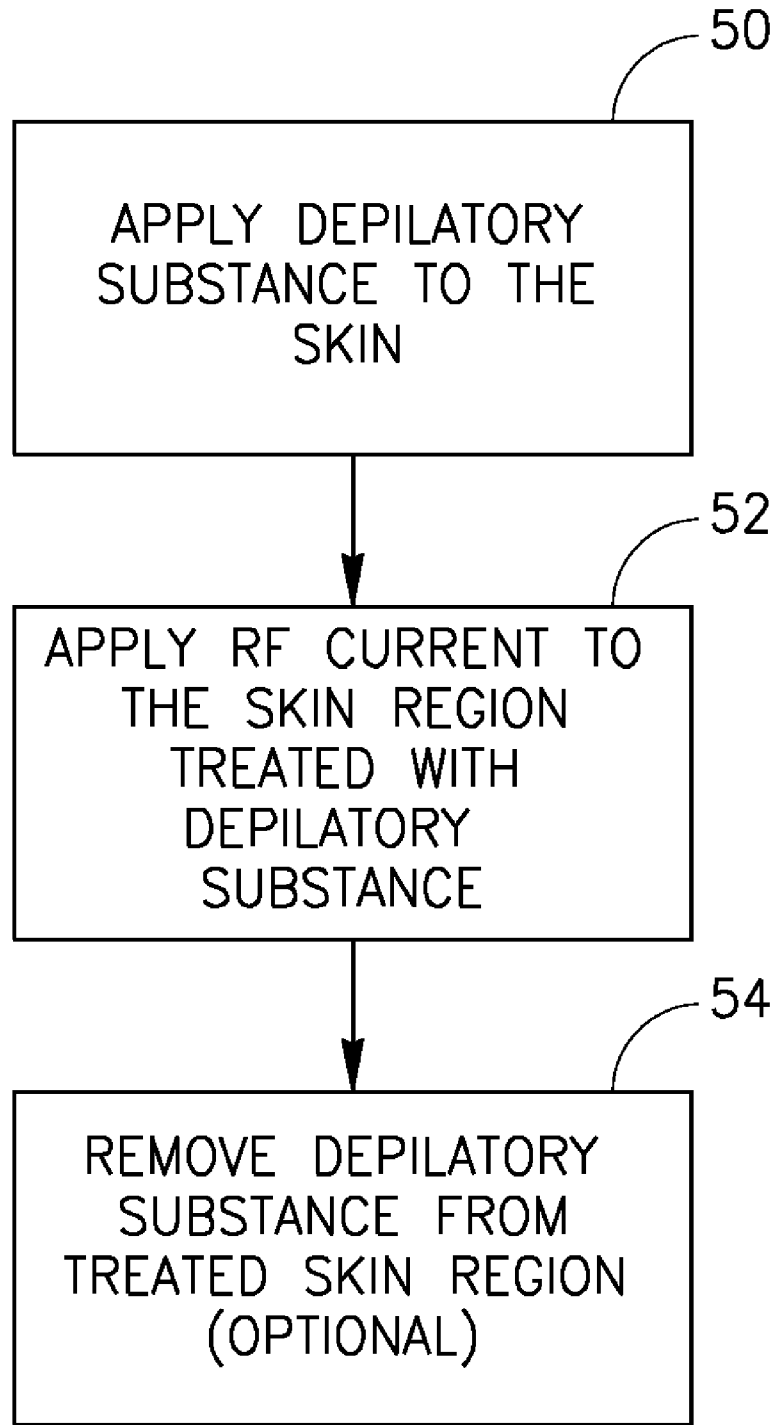 50
APPLY DEPILATORY
SUBSTANCE TO THE
SKIN
52
APPLY RF CURRENT TO
THE SKIN REGION
TREATED WITH
DEPILATORY
SUBSTANCE
54
REMOVE DEPILATORY
SUBSTANCE FROM
TREATED SKIN REGION
(OPTIONAL)